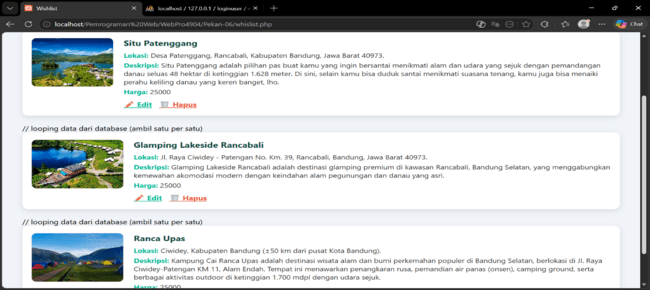 Wishlist
localhost / 127.0.0.1 / loginuser /
localhost/Pemrograman%20Web/WebPro4904/Pekan-06/whislist.php
Chat
Situ Patenggang
Lokasi: Desa Patenggang, Rancabali, Kabupaten Bandung, Jawa Barat 40973.
Deskripsi: Situ Patenggang adalah pilihan pas buat kamu yang ingin bersantai menikmati alam dan udara yang sejuk dengan pemandangan
danau seluas 48 hektar di ketinggian 1.628 meter. Di sini, selain kamu bisa duduk santai menikmati suasana tenang, kamu juga bisa menaiki
perahu keliling danau yang keren banget, lho.
Harga: 25000
Edit Hapus
// looping data dari database (ambil satu per satu)
Glamping Lakeside Rancabali
Lokasi: Jl. Raya Ciwidey - Patengan No. Km. 39, Rancabali, Bandung, Jawa Barat 40973.
Deskripsi: Glamping Lakeside Rancabali adalah destinasi glamping premium di kawasan Rancabali, Bandung Selatan, yang menggabungkan
kemewahan akomodasi modern dengan keindahan alam pegunungan dan danau yang asri.
Harga: 25000
Edit Hapus
// looping data dari database (ambil satu per satu)
Ranca Upas
Lokasi: Ciwidey, Kabupaten Bandung (±50 km dari pusat Kota Bandung).
Deskripsi: Kampung Cai Ranca Upas adalah destinasi wisata alam dan bumi perkemahan populer di Bandung Selatan, berlokasi di Jl. Raya
Ciwidey-Patengan KM 11, Alam Endah. Tempat ini menawarkan penangkaran rusa, pemandian air panas (onsen), camping ground, serta
berbagai aktivitas outdoor di ketinggian 1.700 mdpl dengan udara sejuk.
Harga: 25000